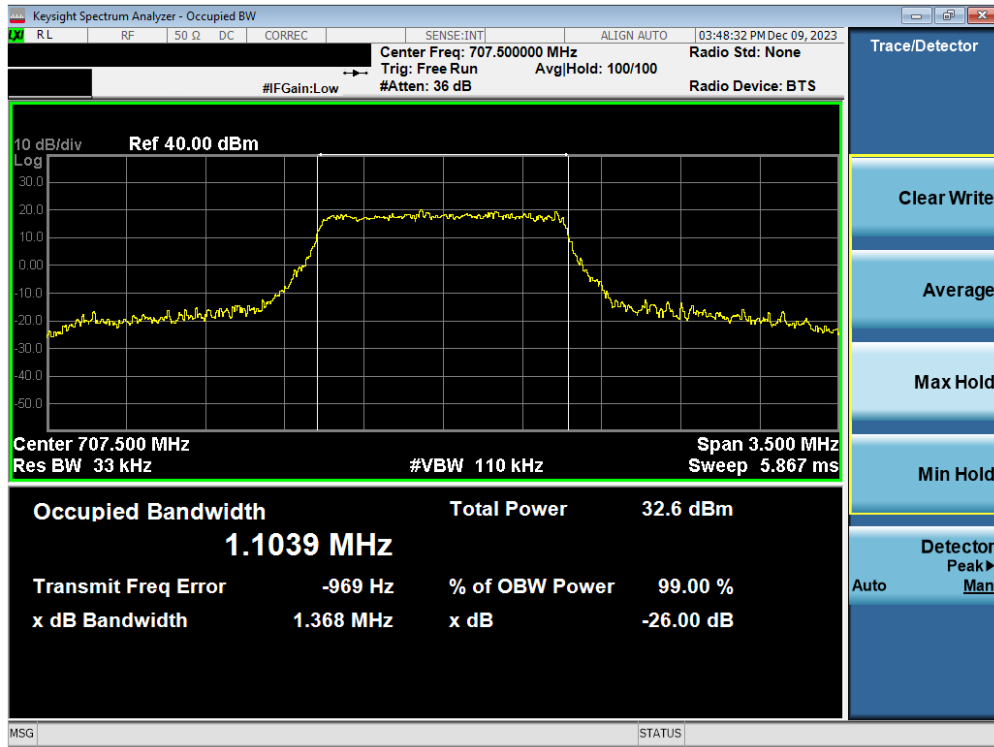 Keysight Spectrum Analyzer - Occupied BW
LXI RL RF 50 Ω DC CORREC SENSE:INT ALIGN AUTO 03:48:32 PM Dec 09, 2023
Center Freq: 707.500000 MHz Radio Std: None
Trig: Free Run Avg|Hold: 100/100
#IFGain:Low #Atten: 36 dB Radio Device: BTS
Trace/Detector
10 dB/div Ref 40.00 dBm
Log
30.0
20.0
10.0
0.00
-10.0
-20.0
-30.0
-40.0
-50.0
Center 707.500 MHz Span 3.500 MHz
Res BW 33 kHz #VBW 110 kHz Sweep 5.867 ms
Occupied Bandwidth Total Power 32.6 dBm
1.1039 MHz
Transmit Freq Error -969 Hz % of OBW Power 99.00 %
x dB Bandwidth 1.368 MHz x dB -26.00 dB
Clear Write
Average
Max Hold
Min Hold
Detector
Peak▶
Auto Man
MSG STATUS